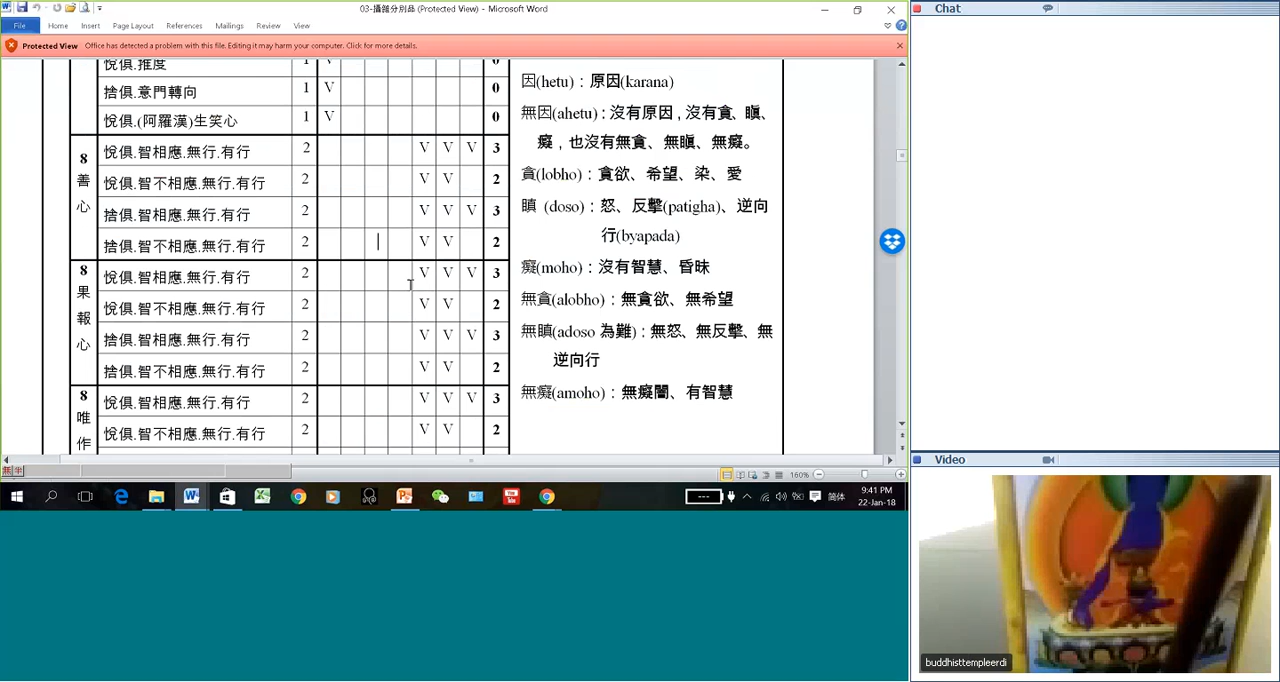 03-攝雜分別品 (Protected View) - Microsoft Word
Chat
File Home Insert Page Layout References Mailings Review View
Protected View Office has detected a problem with this file. Editing it may harm your computer. Click for more details.
悅俱.推度 1 V 0
捨俱.意門轉向 1 V 0
悅俱.(阿羅漢)生笑心 1 V 0
8 善心
悅俱.智相應.無行.有行 2 V V V 3
悅俱.智不相應.無行.有行 2 V V 2
捨俱.智相應.無行.有行 2 V V V 3
捨俱.智不相應.無行.有行 2 V V 2
8 果報心
悅俱.智相應.無行.有行 2 V V V 3
悅俱.智不相應.無行.有行 2 V V 2
捨俱.智相應.無行.有行 2 V V V 3
捨俱.智不相應.無行.有行 2 V V 2
8 唯作
悅俱.智相應.無行.有行 2 V V V 3
悅俱.智不相應.無行.有行 2 V V 2
因(hetu)：原因(karana)
無因(ahetu)：沒有原因，沒有貪、瞋、
癡，也沒有無貪、無瞋、無癡。
貪(lobho)：貪欲、希望、染、愛
瞋 (doso)：怒、反擊(patigha)、逆向
行(byapada)
癡(moho)：沒有智慧、昏昧
無貪(alobho)：無貪欲、無希望
無瞋(adoso 為難)：無怒、無反擊、無
逆向行
無癡(amoho)：無癡闇、有智慧
160%
簡体
9:41 PM
22-Jan-18
Video
buddhisttempleerdi